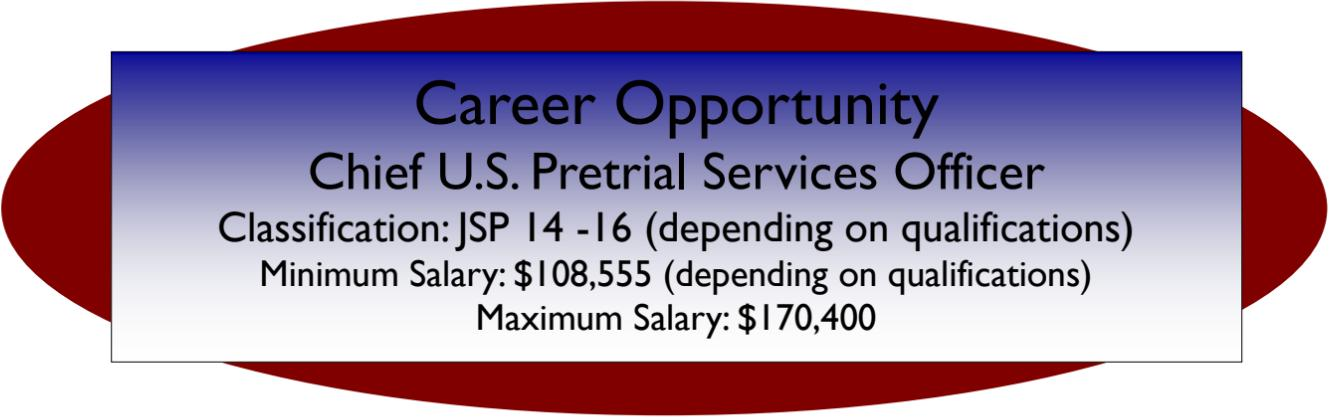 Career Opportunity
Chief U.S. Pretrial Services Officer
Classification: JSP 14 -16 (depending on qualifications)
Minimum Salary: $108,555 (depending on qualifications)
Maximum Salary: $170,400